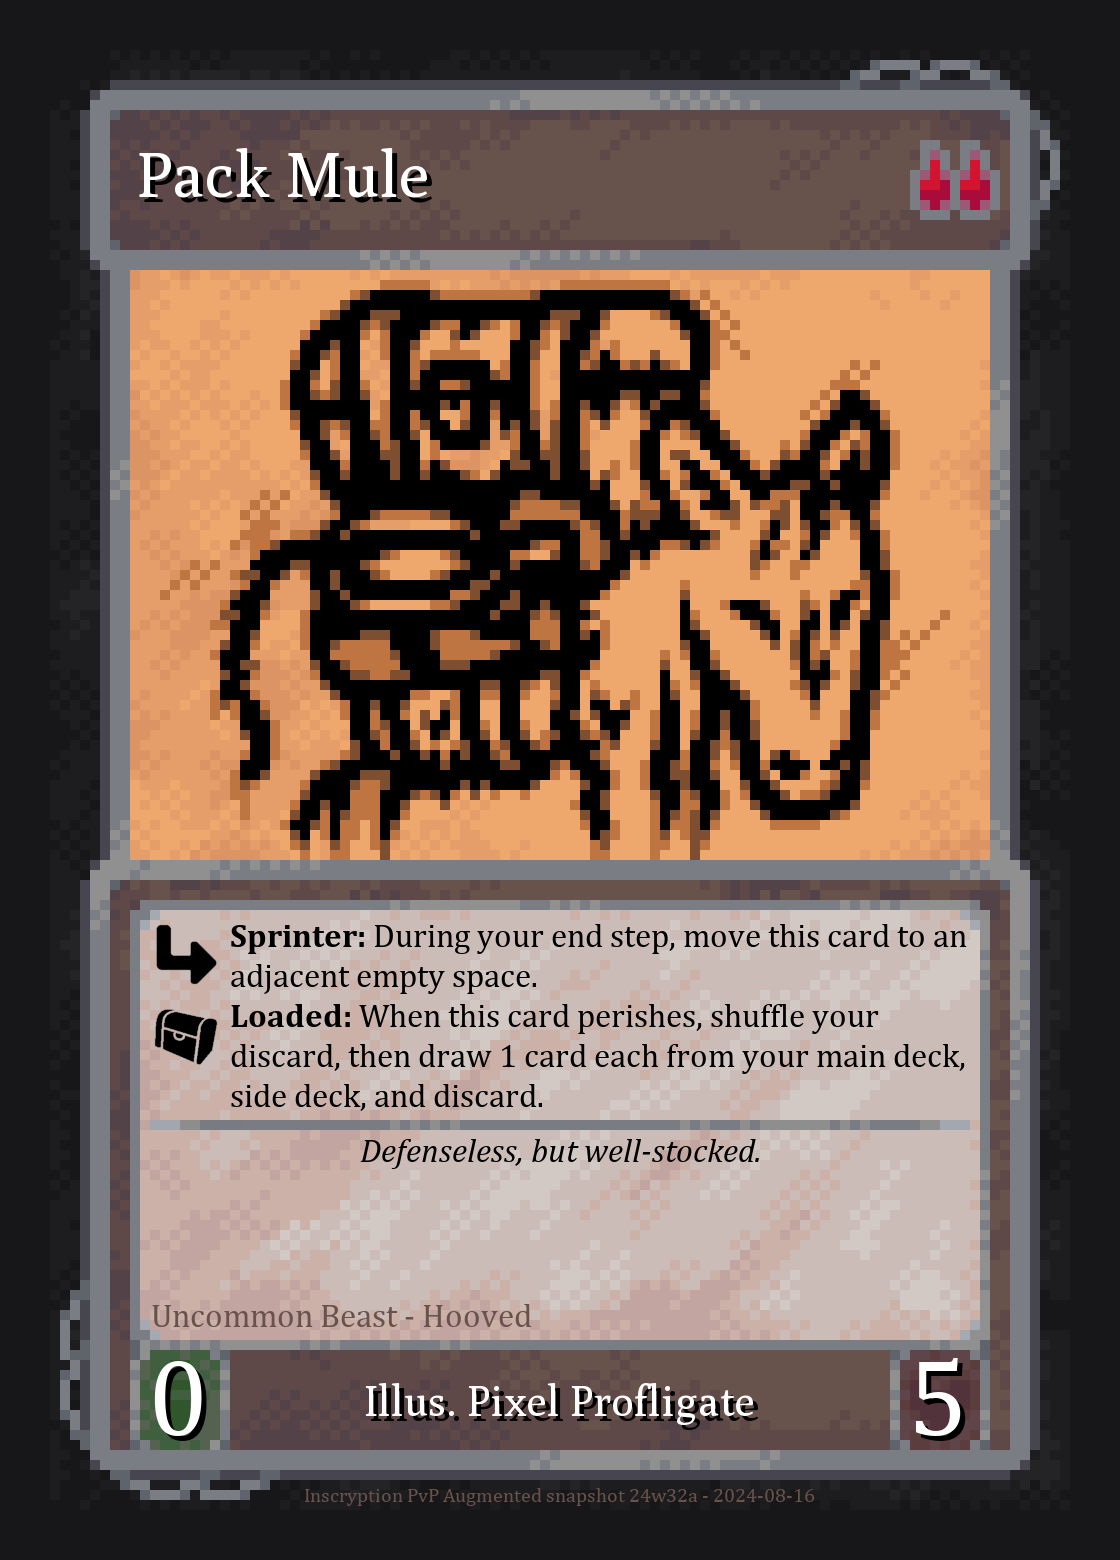 Pack Mule
Sprinter: During your end step, move this card to an
adjacent empty space.
Loaded: When this card perishes, shuffle your
discard, then draw 1 card each from your main deck,
side deck, and discard.
Defenseless, but well-stocked.
Uncommon Beast - Hooved
0
Illus. Pixel Profligate
5
Inscryption PvP Augmented snapshot 24w32a - 2024-08-16